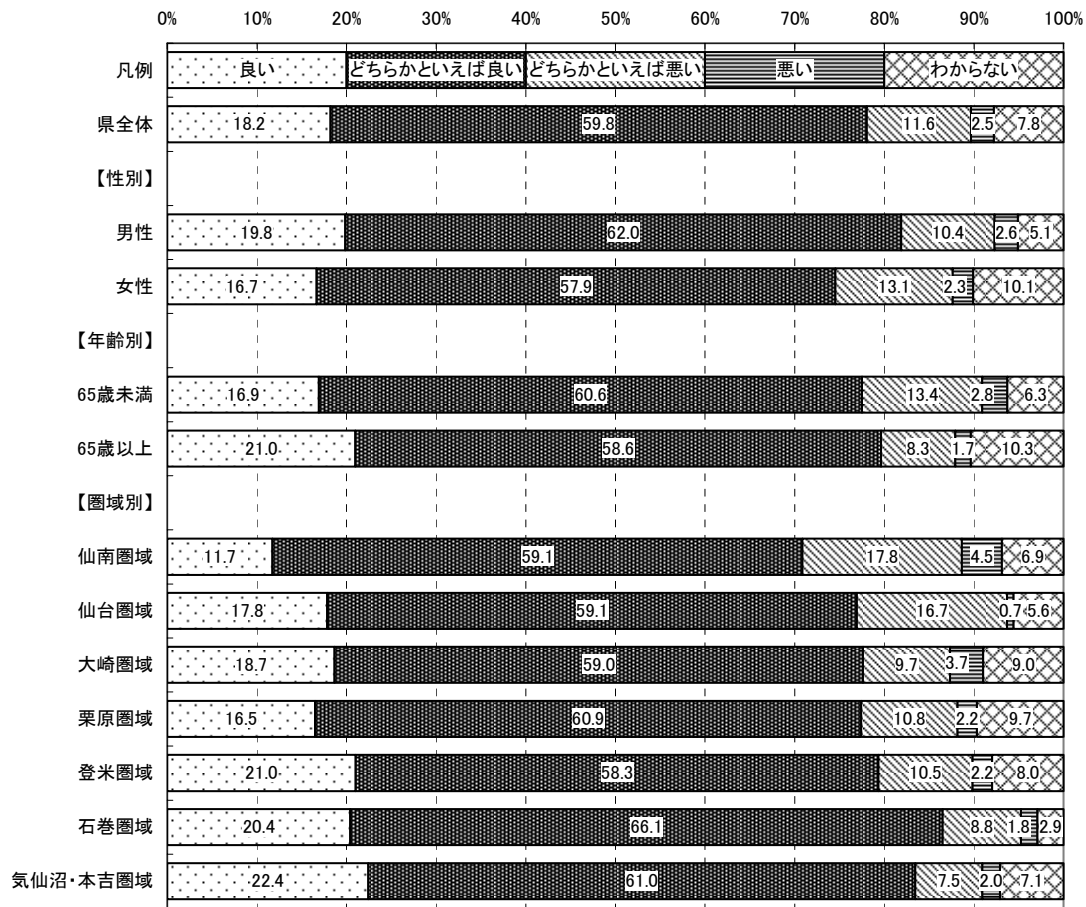 0% 10% 20% 30% 40% 50% 60% 70% 80% 90% 100%
凡例 良い どちらかといえば良い どちらかといえば悪い 悪い わからない
県全体 18.2 59.8 11.6 2.5 7.8
【性別】
男性 19.8 62.0 10.4 2.6 5.1
女性 16.7 57.9 13.1 2.3 10.1
【年齢別】
65歳未満 16.9 60.6 13.4 2.8 6.3
65歳以上 21.0 58.6 8.3 1.7 10.3
【圏域別】
仙南圏域 11.7 59.1 17.8 4.5 6.9
仙台圏域 17.8 59.1 16.7 0.7 5.6
大崎圏域 18.7 59.0 9.7 3.7 9.0
栗原圏域 16.5 60.9 10.8 2.2 9.7
登米圏域 21.0 58.3 10.5 2.2 8.0
石巻圏域 20.4 66.1 8.8 1.8 2.9
気仙沼・本吉圏域 22.4 61.0 7.5 2.0 7.1